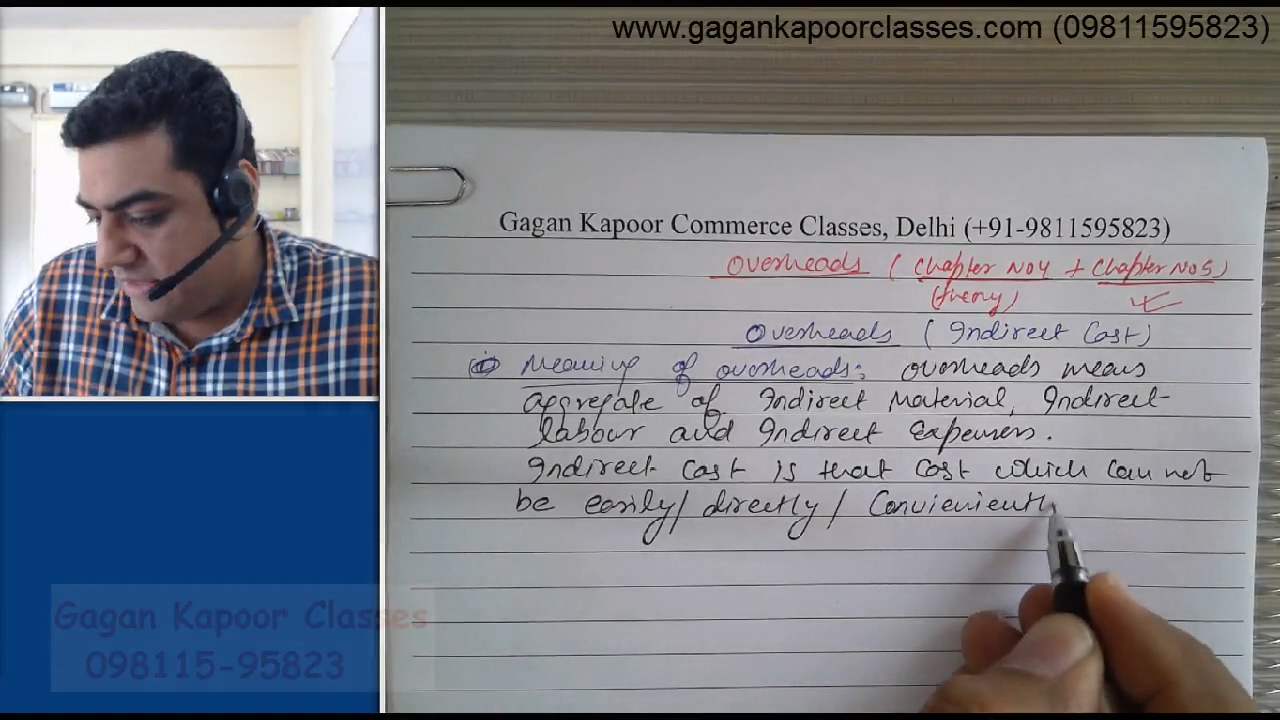 www.gagankapoorclasses.com (09811595823)
Gagan Kapoor Commerce Classes, Delhi (+91-9811595823)
Overheads (Chapter No 4 + Chapter No 5)
(theory)
Overheads (Indirect Cost)
(i) Meaning of overheads: overheads means
aggregate of Indirect Material, Indirect
labour and Indirect Expenses.
Indirect Cost is that cost which can not
be easily/ directly/ Convienientl
Gagan Kapoor Classes
098115-95823